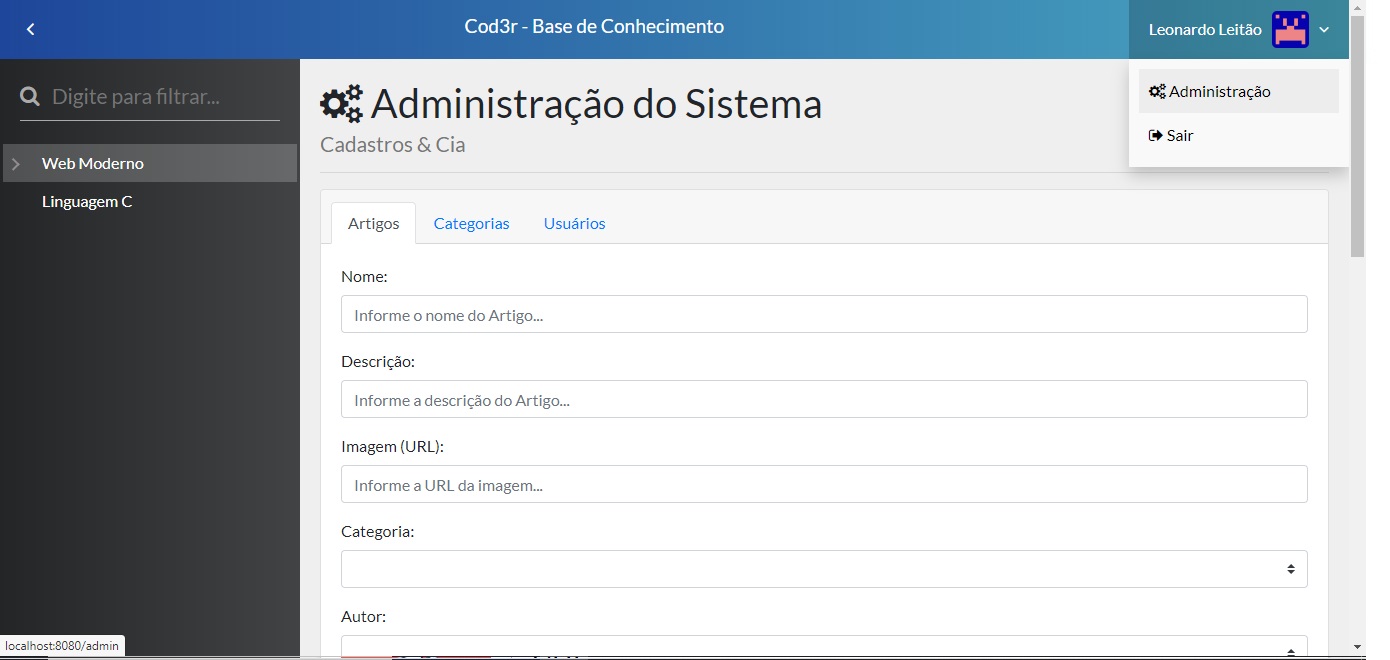 Cod3r - Base de Conhecimento
Leonardo Leitão
Administração
Sair
Digite para filtrar...
Web Moderno
Linguagem C
Administração do Sistema
Cadastros & Cia
Artigos Categorias Usuários
Nome:
Informe o nome do Artigo...
Descrição:
Informe a descrição do Artigo...
Imagem (URL):
Informe a URL da imagem...
Categoria:
Autor:
localhost:8080/admin